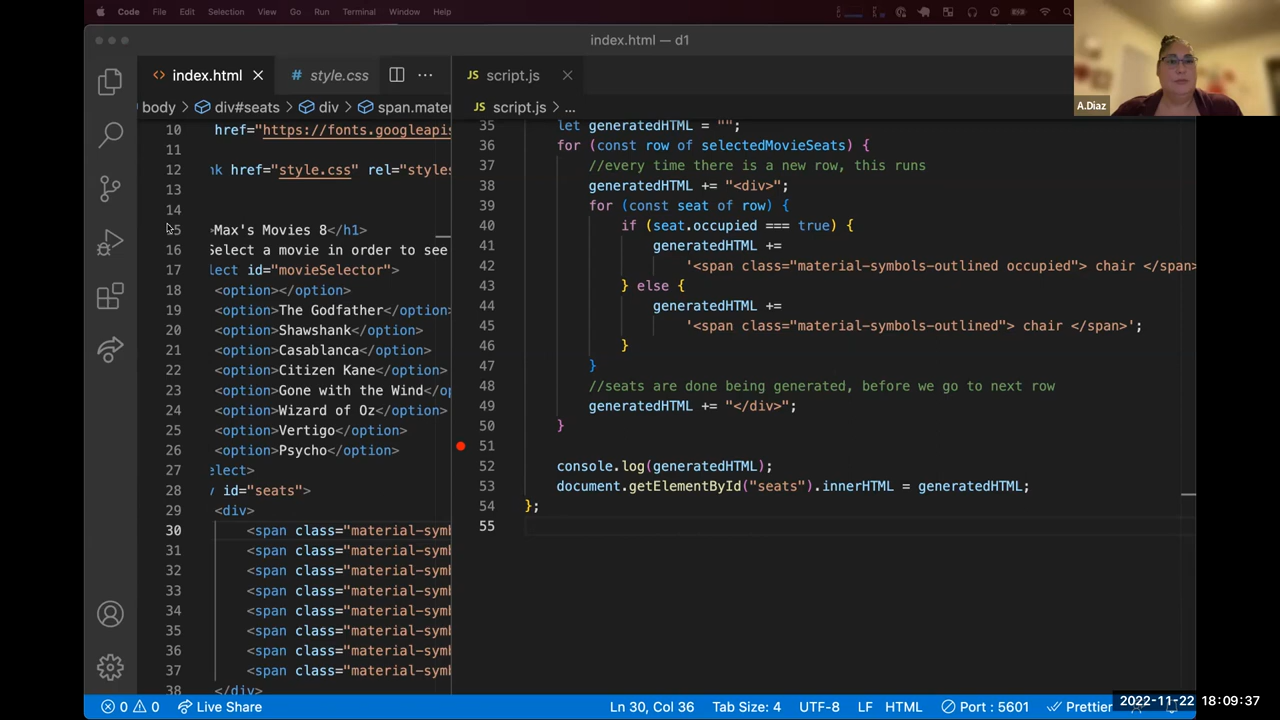 Code File Edit Selection View Go Run Terminal Window Help
index.html — d1
A.Diaz
<> index.html
# style.css
...
JS script.js
body > div#seats > div > span.mater
JS script.js > ...
10 href="https://fonts.googleapis
11
12 nk href="style.css" rel="styles
13
14
15 >Max's Movies 8</h1>
16 Select a movie in order to see
17 lect id="movieSelector">
18 <option></option>
19 <option>The Godfather</option>
20 <option>Shawshank</option>
21 <option>Casablanca</option>
22 <option>Citizen Kane</option>
23 <option>Gone with the Wind</op
24 <option>Wizard of Oz</option>
25 <option>Vertigo</option>
26 <option>Psycho</option>
27 elect>
28 id="seats">
29 <div>
30 <span class="material-symb
31 <span class="material-symb
32 <span class="material-symb
33 <span class="material-symb
34 <span class="material-symb
35 <span class="material-symb
36 <span class="material-symb
37 <span class="material-symb
38 </div>
35 let generatedHTML = "";
36 for (const row of selectedMovieSeats) {
37 //every time there is a new row, this runs
38 generatedHTML += "<div>";
39 for (const seat of row) {
40 if (seat.occupied === true) {
41 generatedHTML +=
42 '<span class="material-symbols-outlined occupied"> chair </span>
43 } else {
44 generatedHTML +=
45 '<span class="material-symbols-outlined"> chair </span>';
46 }
47 }
48 //seats are done being generated, before we go to next row
49 generatedHTML += "</div>";
50 }
51
52 console.log(generatedHTML);
53 document.getElementById("seats").innerHTML = generatedHTML;
54 };
55
0 0 Live Share Ln 30, Col 36 Tab Size: 4 UTF-8 LF HTML Port : 5601 Prettier
2022-11-22 18:09:37